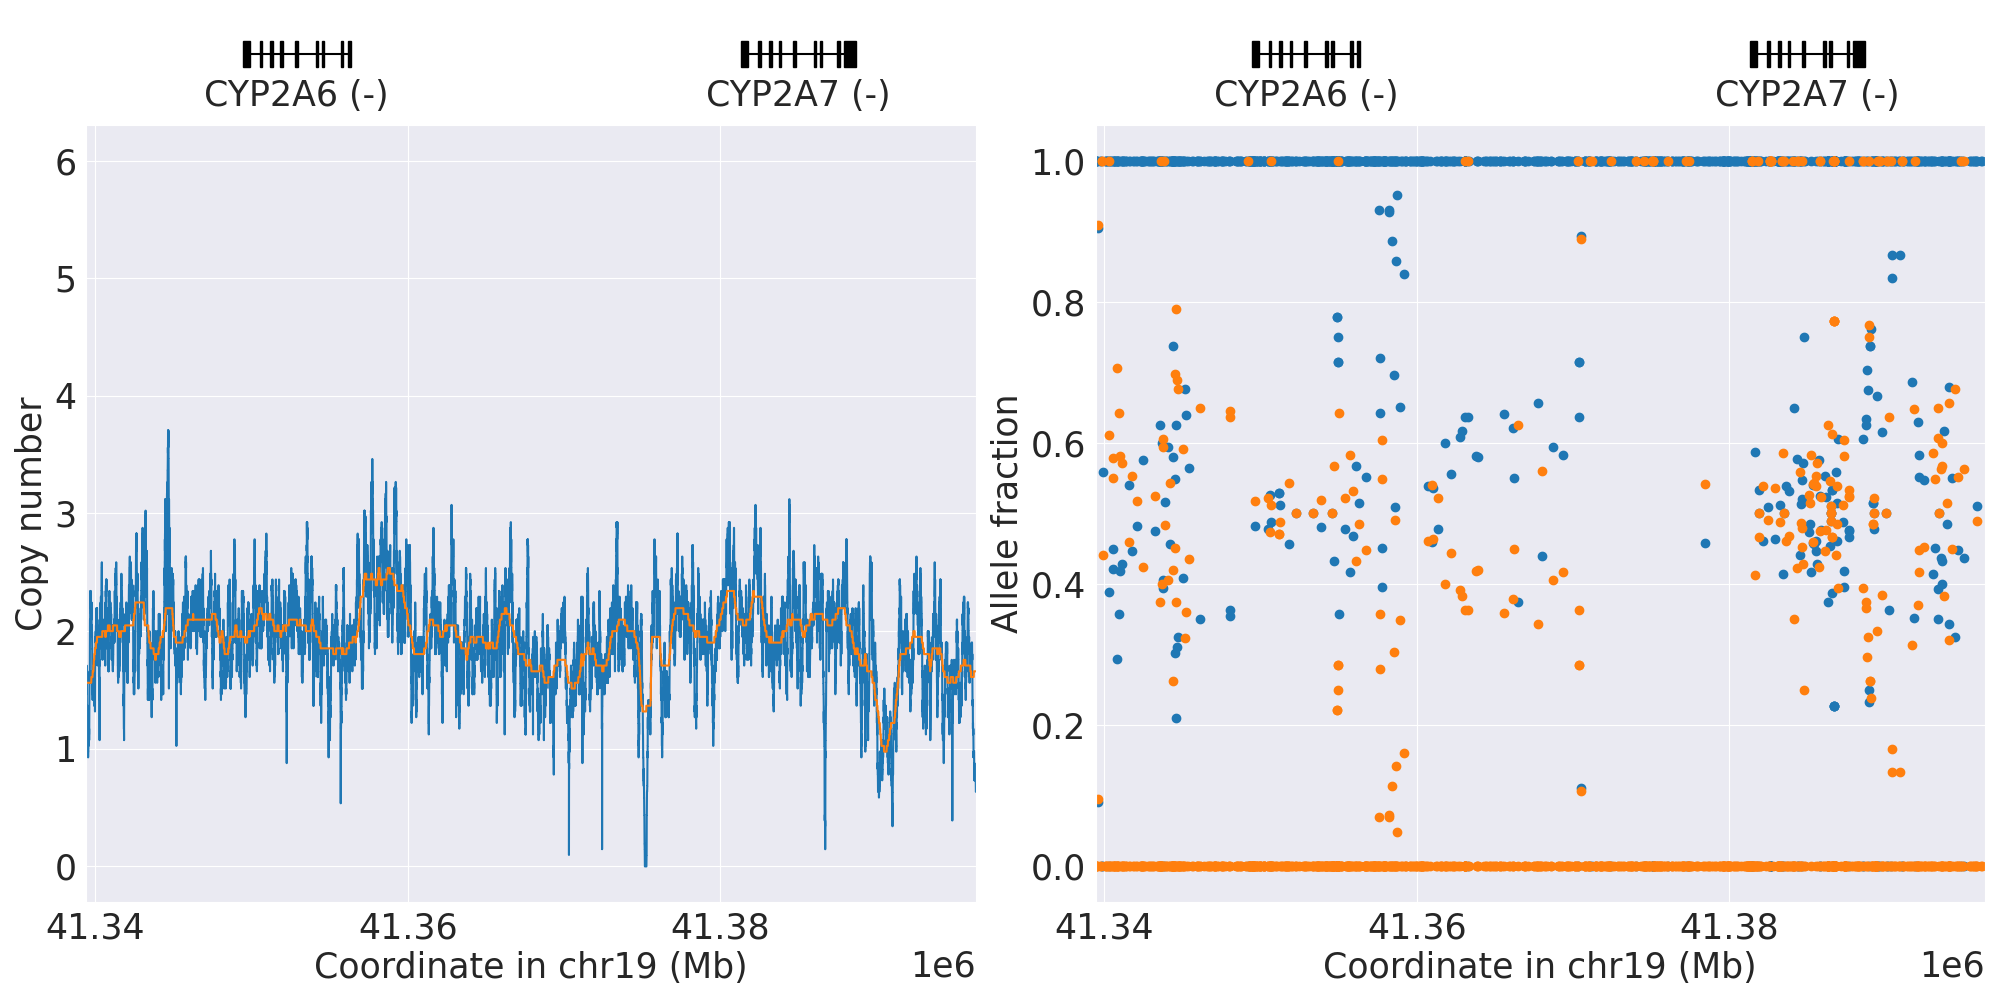 CYP2A6 (-) CYP2A7 (-)
CYP2A6 (-) CYP2A7 (-)
Copy number
6
5
4
3
2
1
0
41.34 41.36 41.38
Coordinate in chr19 (Mb)
1e6
Allele fraction
1.0
0.8
0.6
0.4
0.2
0.0
41.34 41.36 41.38
Coordinate in chr19 (Mb)
1e6